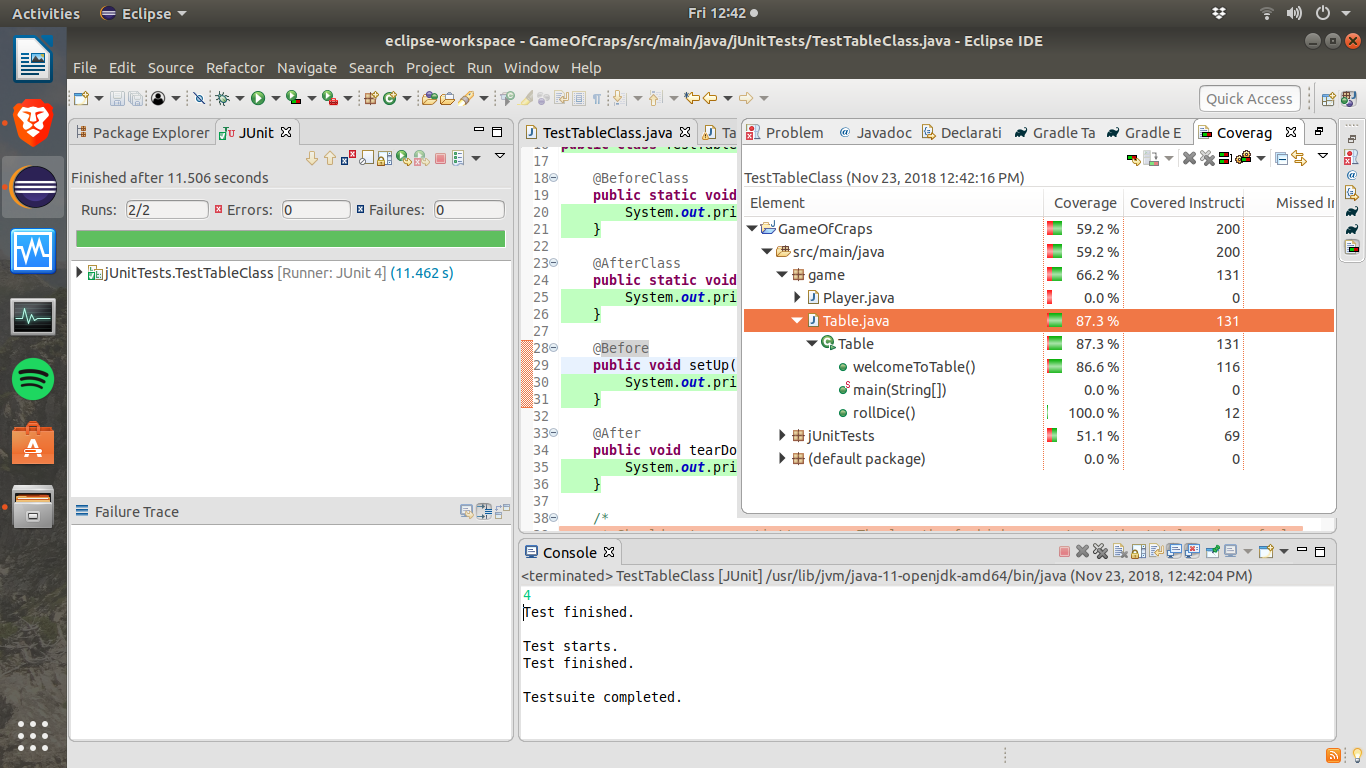 Activities
Eclipse
Fri 12:42
eclipse-workspace - GameOfCraps/src/main/java/jUnitTests/TestTableClass.java - Eclipse IDE
File Edit Source Refactor Navigate Search Project Run Window Help
Quick Access
Package Explorer
JUnit
Finished after 11.506 seconds
Runs: 2/2
Errors: 0
Failures: 0
jUnitTests.TestTableClass [Runner: JUnit 4] (11.462 s)
Failure Trace
TestTableClass.java
Ta
17
18 @BeforeClass
19 public static void
20 System.out.pri
21 }
22
23 @AfterClass
24 public static void
25 System.out.pri
26 }
27
28 @Before
29 public void setUp(
30 System.out.pri
31 }
32
33 @After
34 public void tearDo
35 System.out.pri
36 }
37
38 /*
Problem
@ Javadoc
Declarati
Gradle Ta
Gradle E
Coverag
TestTableClass (Nov 23, 2018 12:42:16 PM)
Element Coverage Covered Instructi Missed In
GameOfCraps 59.2 % 200
src/main/java 59.2 % 200
game 66.2 % 131
Player.java 0.0 % 0
Table.java 87.3 % 131
Table 87.3 % 131
welcomeToTable() 86.6 % 116
main(String[]) 0.0 % 0
rollDice() 100.0 % 12
jUnitTests 51.1 % 69
(default package) 0.0 % 0
Console
<terminated> TestTableClass [JUnit] /usr/lib/jvm/java-11-openjdk-amd64/bin/java (Nov 23, 2018, 12:42:04 PM)
4
Test finished.
Test starts.
Test finished.
Testsuite completed.